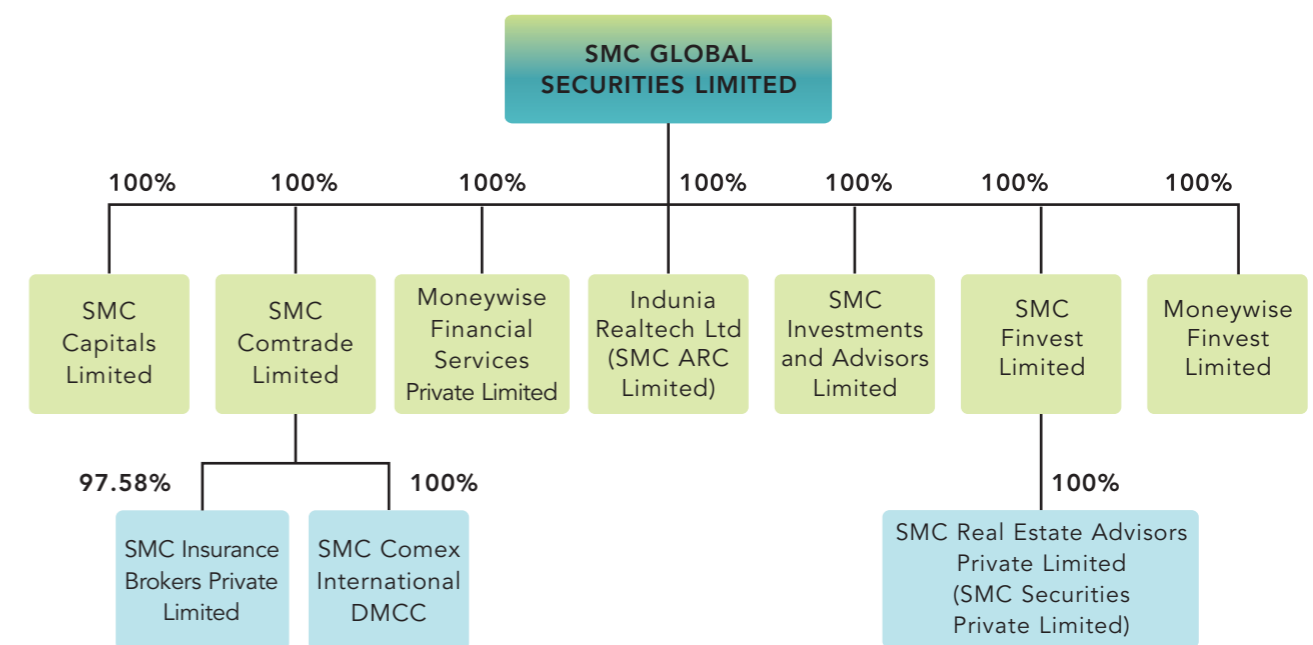 SMC GLOBAL
SECURITIES LIMITED
100%
100%
100%
100%
100%
100%
100%
SMC
Capitals
Limited
SMC
Comtrade
Limited
Moneywise
Financial
Services
Private Limited
Indunia
Realtech Ltd
(SMC ARC
Limited)
SMC
Investments
and Advisors
Limited
SMC
Finvest
Limited
Moneywise
Finvest
Limited
97.58%
100%
100%
SMC Insurance
Brokers Private
Limited
SMC Comex
International
DMCC
SMC Real Estate Advisors
Private Limited
(SMC Securities
Private Limited)